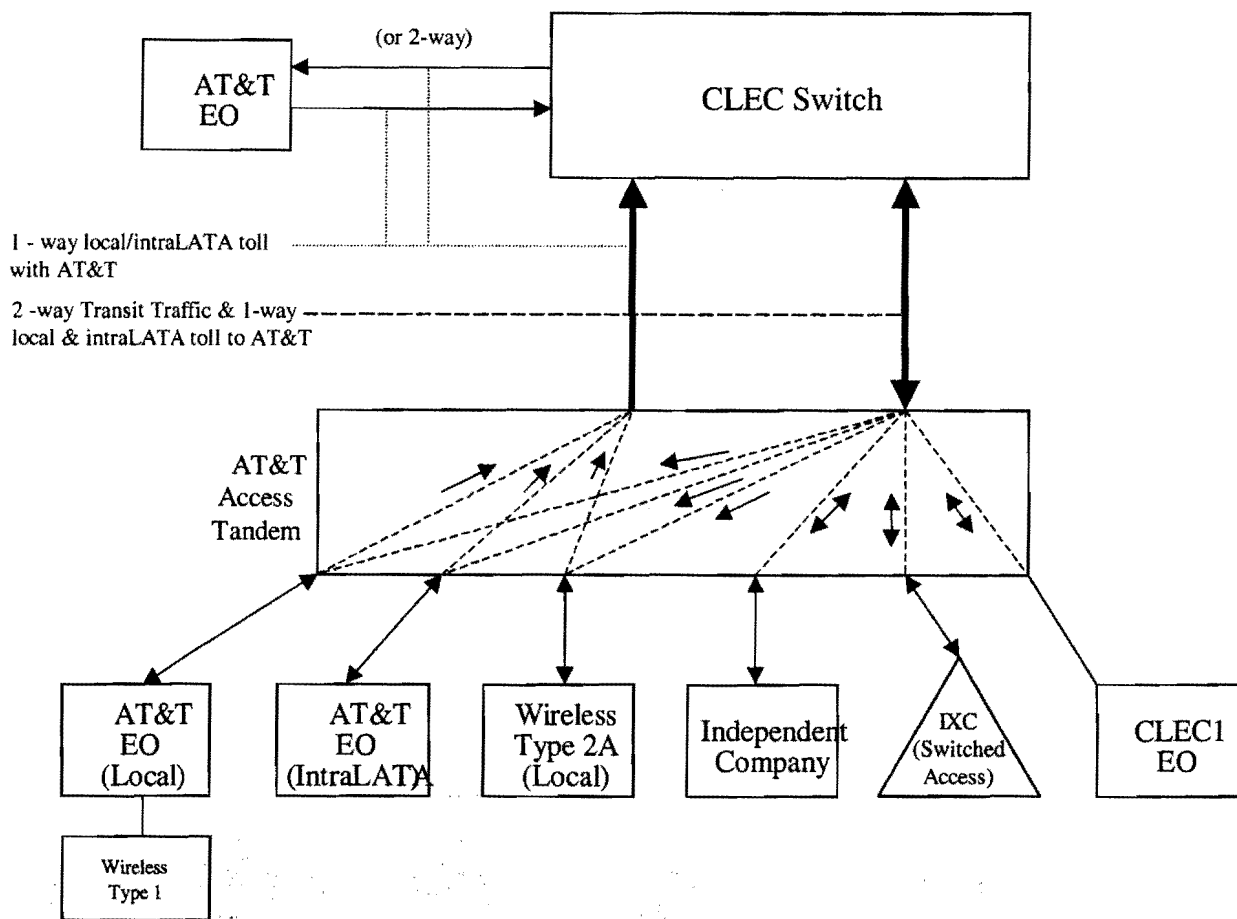 (or 2-way)
AT&T
EO
CLEC Switch
1 - way local/intraLATA toll
with AT&T
2 -way Transit Traffic & 1-way
local & intraLATA toll to AT&T
AT&T
Access
Tandem
AT&T
EO
(Local)
AT&T
EO
(IntraLATA)
Wireless
Type 2A
(Local)
Independent
Company
IXC
(Switched
Access)
CLEC1
EO
Wireless
Type 1